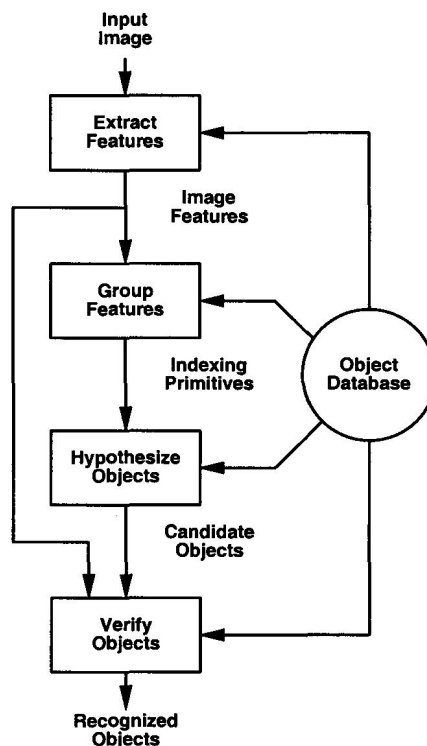 Input
Image
Extract
Features
Image
Features
Group
Features
Indexing
Primitives
Object
Database
Hypothesize
Objects
Candidate
Objects
Verify
Objects
Recognized
Objects